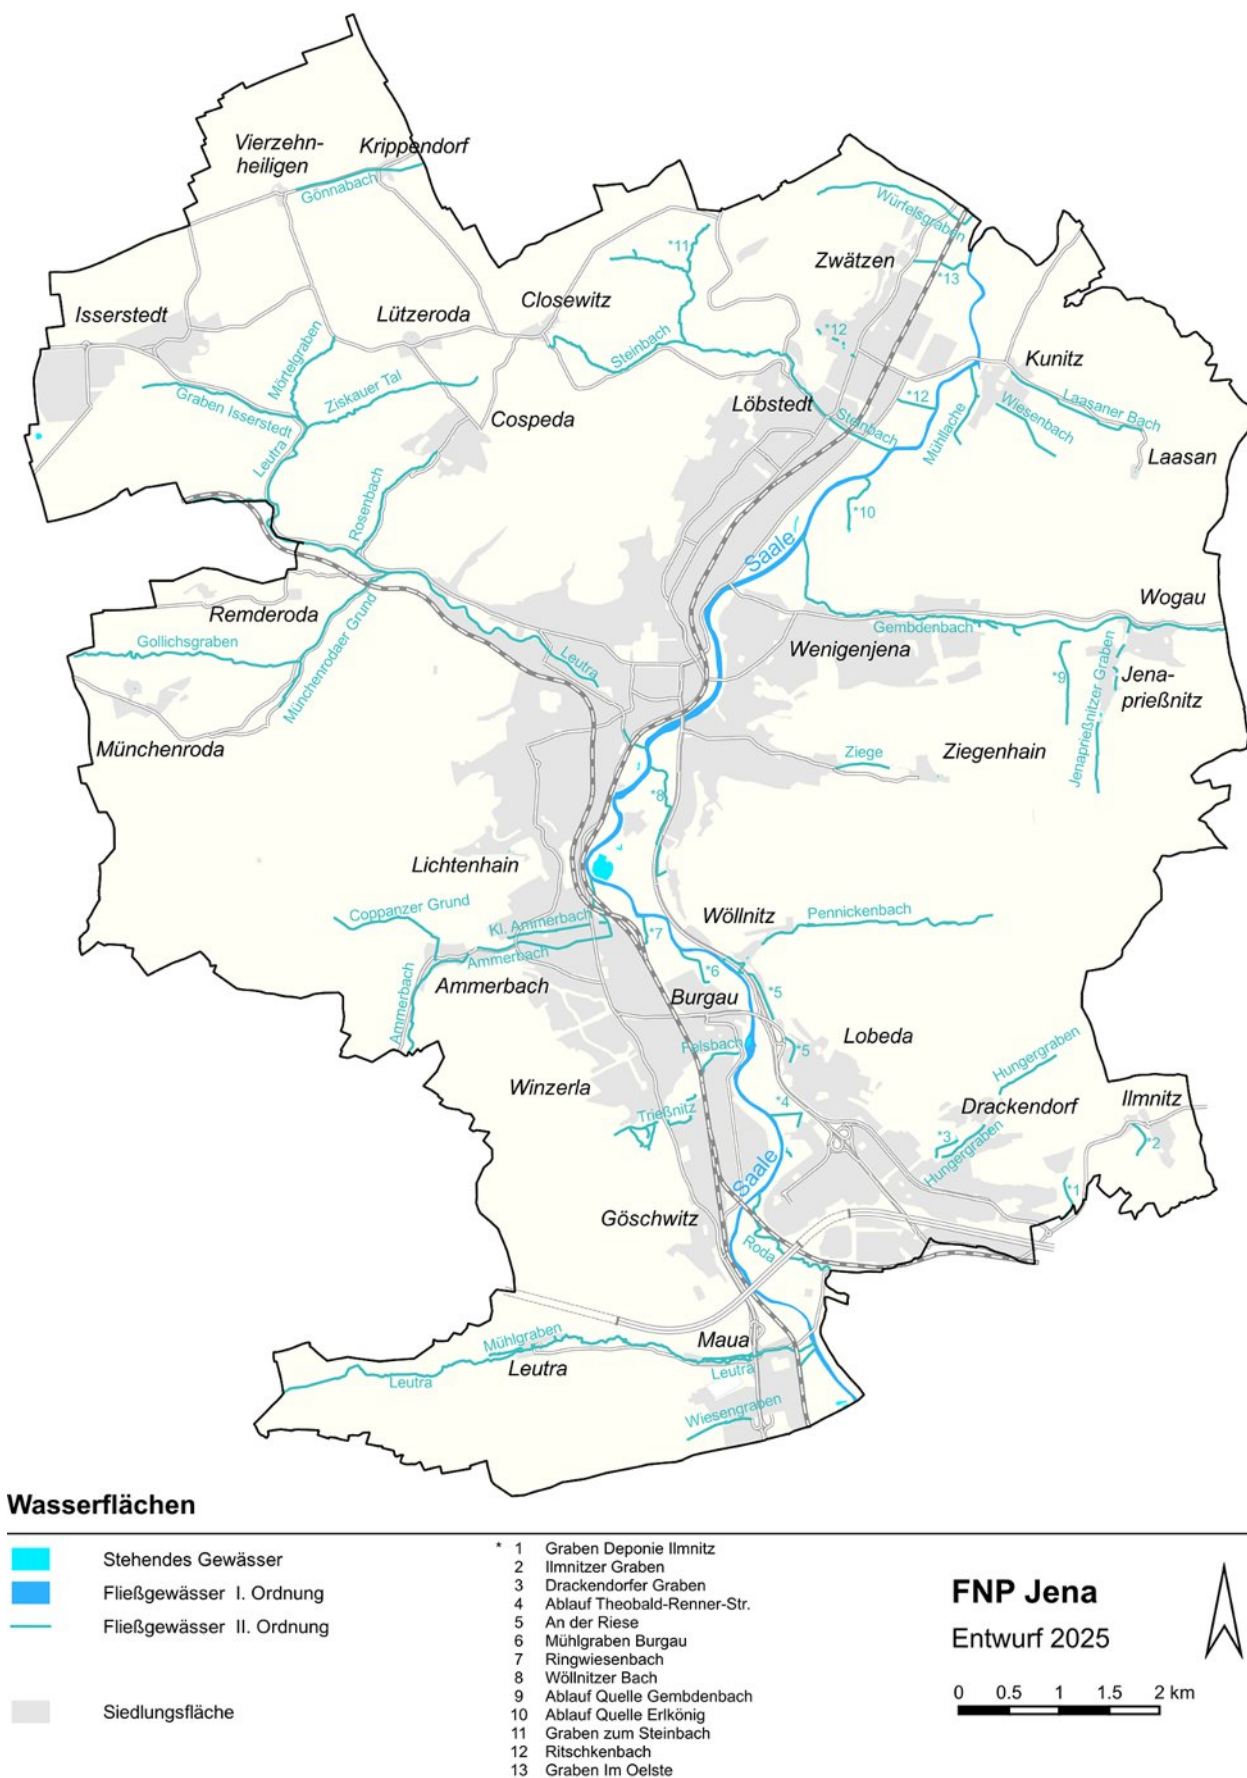 Vierzehn-
heiligen
Krippendorf
Gönnabach
Würfelsgraben
Zwätzen
*11
*13
Isserstedt
Lützeroda
Closewitz
Mörtelgraben
Steinbach
*12
Kunitz
Ziskauer Tal
Graben Isserstedt
Cospeda
Löbstedt
Steinbach
*12
Mühllache
Wiesenbach
Laasaner Bach
Laasan
Leutra
Rosenbach
*10
Saale
Remderoda
Wogau
Gollichsgraben
Münchenrodaer Grund
Leutra
Wenigenjena
Gembdenbach
*9
Jenaprießnitzer Graben
Jena-
prießnitz
Münchenroda
Ziege
Ziegenhain
*8
Lichtenhain
Coppanzer Grund
Kl. Ammerbach
Wöllnitz
Pennickenbach
*7
Ammerbach
Ammerbach
Ammerbach
*6
Burgau
*5
Lobeda
Felsbach
*5
Hungergraben
Winzerla
Trießnitz
*4
Drackendorf
Ilmnitz
*3
Hungergraben
*2
Saale
*1
Göschwitz
Roda
Mühlgraben
Maua
Leutra
Leutra
Leutra
Wiesengraben
Wasserflächen
Stehendes Gewässer
Fließgewässer I. Ordnung
Fließgewässer II. Ordnung
Siedlungsfläche
* 1 Graben Deponie Ilmnitz
2 Ilmnitzer Graben
3 Drackendorfer Graben
4 Ablauf Theobald-Renner-Str.
5 An der Riese
6 Mühlgraben Burgau
7 Ringwiesenbach
8 Wöllnitzer Bach
9 Ablauf Quelle Gembdenbach
10 Ablauf Quelle Erlkönig
11 Graben zum Steinbach
12 Ritschkenbach
13 Graben Im Oelste
FNP Jena
Entwurf 2025
0 0.5 1 1.5 2 km